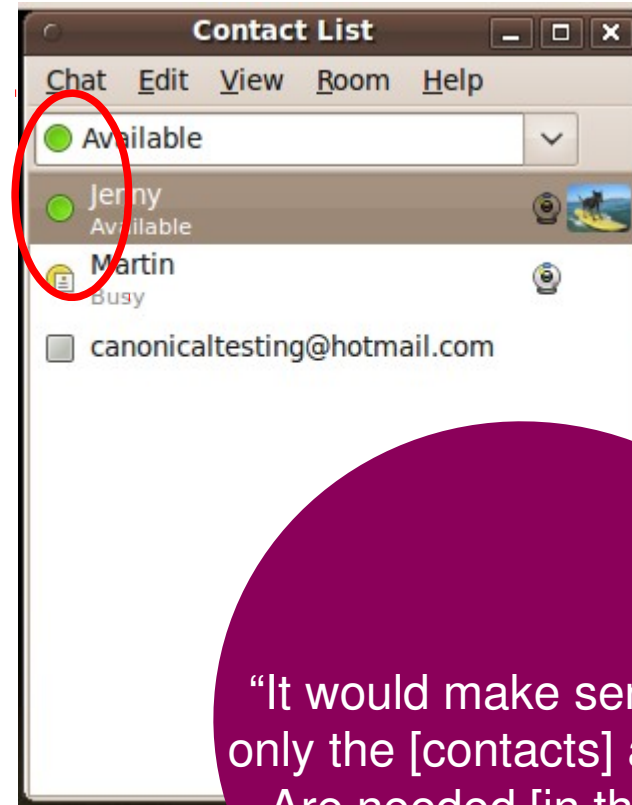 Contact List
Chat Edit View Room Help
Available
Jenny
Available
Martin
Busy
canonicaltesting@hotmail.com
“It would make
only the [contacts]
Are needed [in